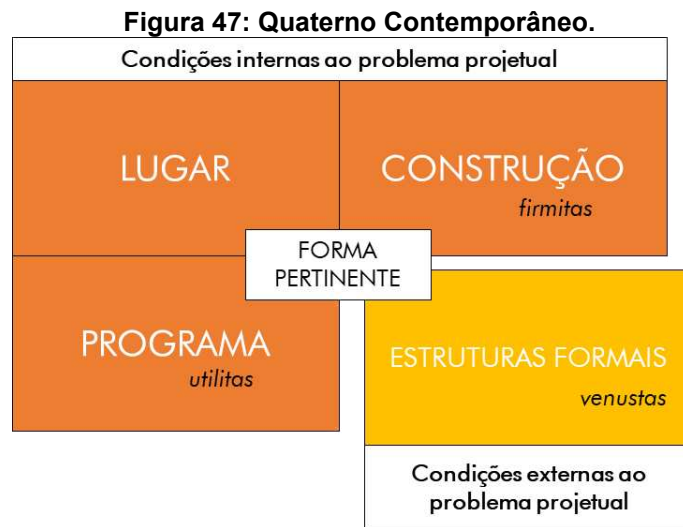 Figura 47: Quaterno Contemporâneo.
Condições internas ao problema projetual
LUGAR
CONSTRUÇÃO
firmitas
FORMA
PERTINENTE
PROGRAMA
utilitas
ESTRUTURAS FORMAIS
venustas
Condições externas ao
problema projetual